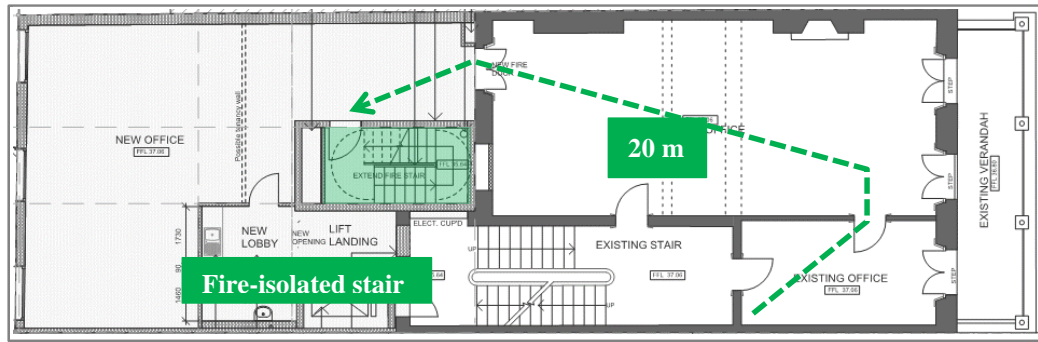 NEW FIRE
DOOR
STEP
NEW OFFICE
FFL 37.06
Possible tenancy wall
20 m
STEP
EXISTING VERANDAH
EXTEND FIRE STAIR
ELECT. CUP'D
1730
90
1460
NEW
LOBBY
NEW
OPENING
LIFT
LANDING
UP
EXISTING STAIR
FFL 37.06
UP
EXISTING OFFICE
FFL 37.06
STEP
Fire-isolated stair